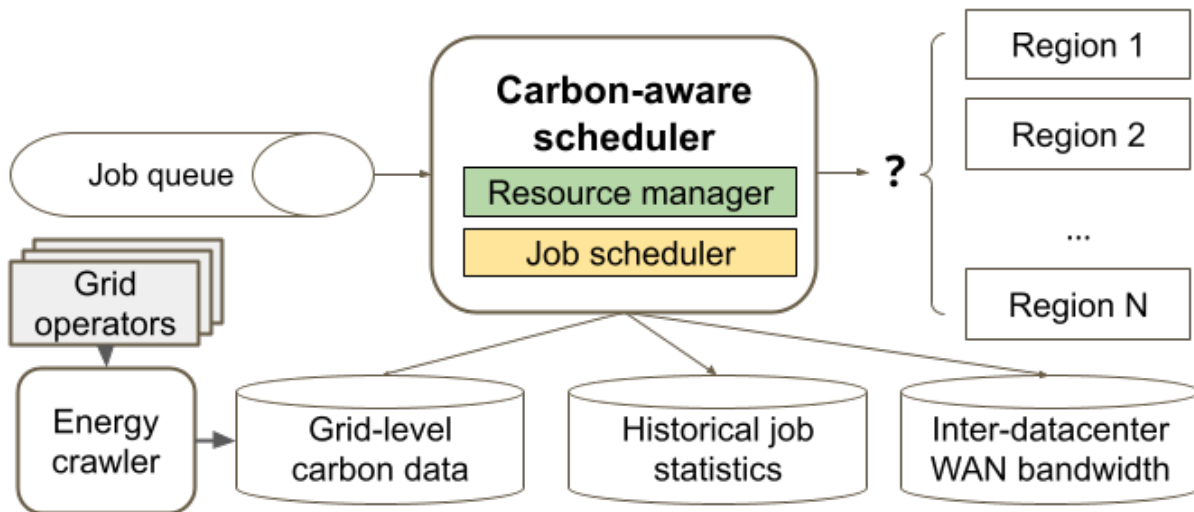 Carbon-aware
scheduler
Resource manager
Job scheduler
Job queue
?
Region 1
Region 2
...
Region N
Grid
operators
Energy
crawler
Grid-level
carbon data
Historical job
statistics
Inter-datacenter
WAN bandwidth